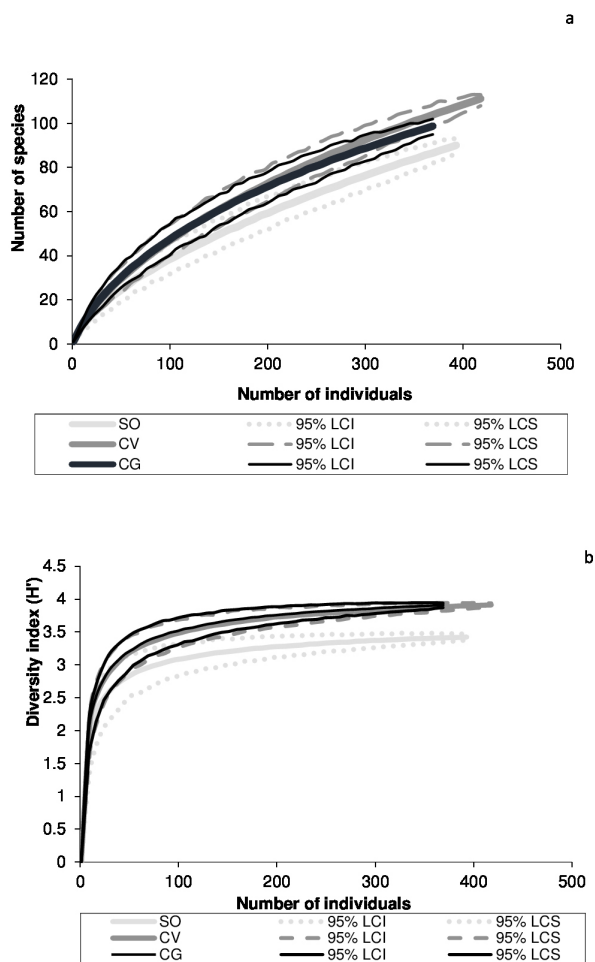 a
120
100
80
60
40
20
0
Number of species
0 100 200 300 400 500
Number of individuals
SO 95% LCI 95% LCS
CV 95% LCI 95% LCS
CG 95% LCI 95% LCS
b
4.5
4
3.5
3
2.5
2
1.5
1
0.5
0
Diversity index (H')
0 100 200 300 400 500
Number of individuals
SO 95% LCI 95% LCS
CV 95% LCI 95% LCS
CG 95% LCI 95% LCS